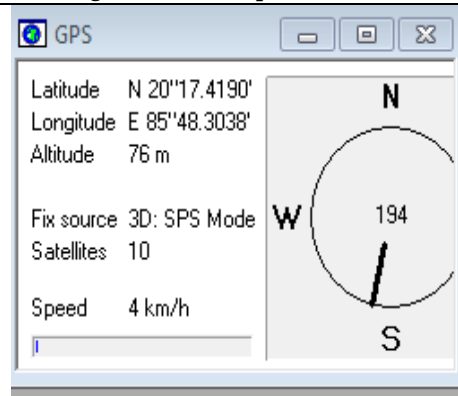 GPS
Latitude N 20"17.4190'
Longitude E 85"48.3038'
Altitude 76 m
Fix source 3D: SPS Mode
Satellites 10
Speed 4 km/h
N
W 194
S